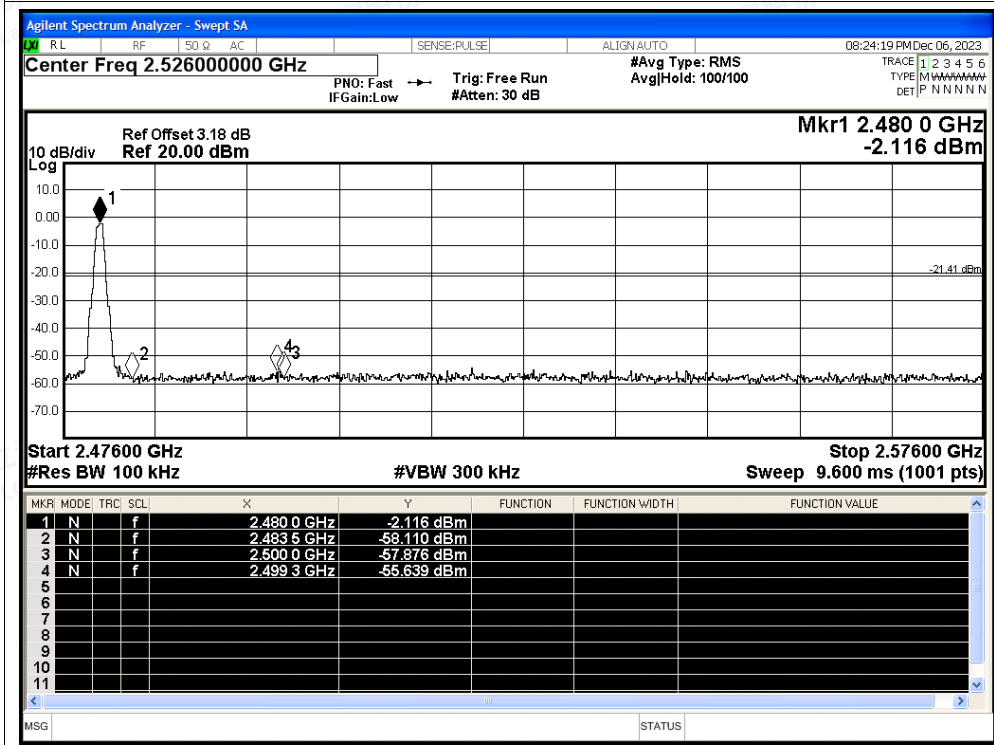 Agilent Spectrum Analyzer - Swept SA
LXI RL RF 50 Ω AC SENSE:PULSE ALIGN AUTO 08:24:19 PM Dec 06, 2023
Center Freq 2.526000000 GHz
PNO: Fast
IFGain:Low
Trig: Free Run
#Atten: 30 dB
#Avg Type: RMS
Avg|Hold: 100/100
TRACE 1 2 3 4 5 6
TYPE M WWWWW
DET P N N N N N
Mkr1 2.480 0 GHz
-2.116 dBm
Ref Offset 3.18 dB
10 dB/div Ref 20.00 dBm
Log
10.0
0.00
-10.0
-20.0
-30.0
-40.0
-50.0
-60.0
-70.0
1
-21.41 dBm
2
4
3
Start 2.47600 GHz Stop 2.57600 GHz
#Res BW 100 kHz #VBW 300 kHz Sweep 9.600 ms (1001 pts)
MKR MODE TRC SCL X Y FUNCTION FUNCTION WIDTH FUNCTION VALUE
1 N f 2.480 0 GHz -2.116 dBm
2 N f 2.483 5 GHz -58.110 dBm
3 N f 2.500 0 GHz -57.876 dBm
4 N f 2.499 3 GHz -55.639 dBm
5
6
7
8
9
10
11
MSG STATUS